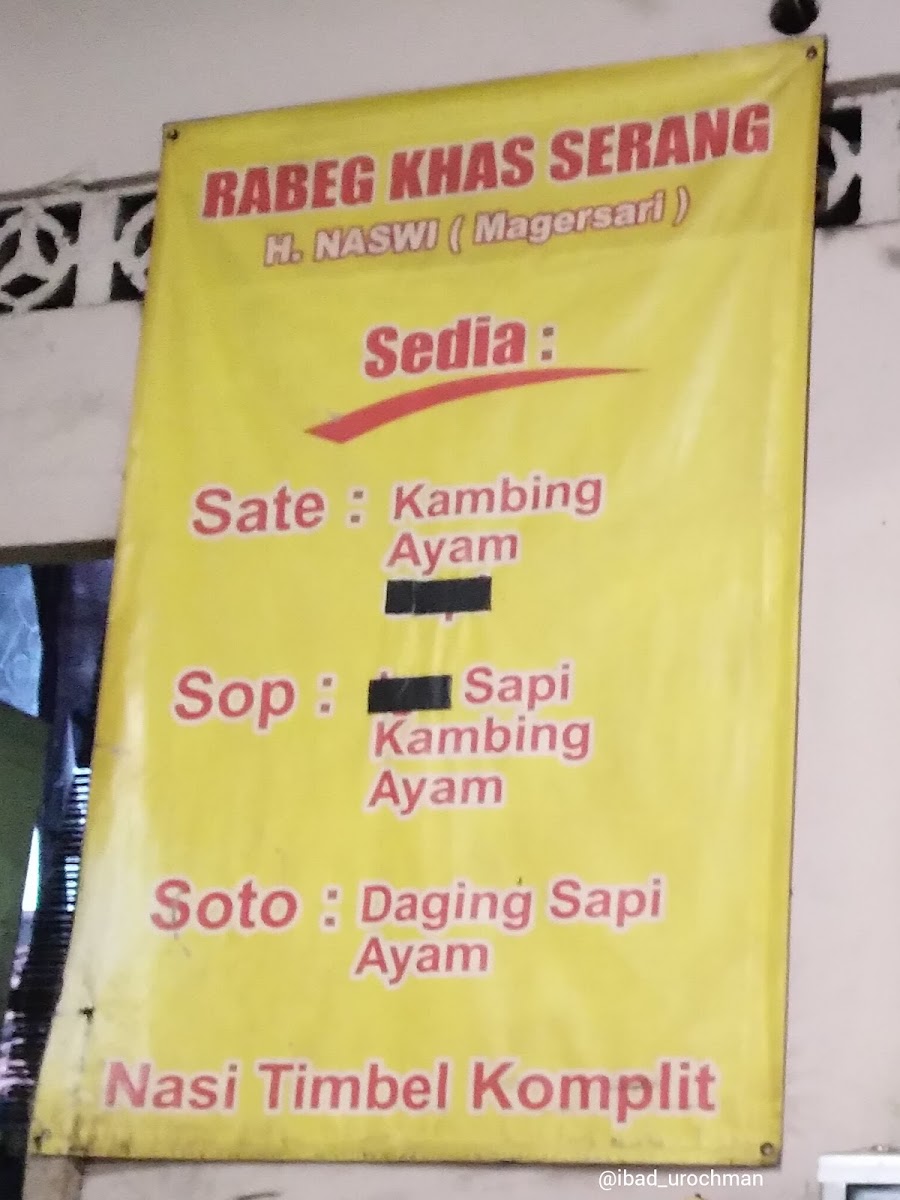 RABEG KHAS SERANG
H. NASWI ( Magersari )
Sedia :
Sate : Kambing
Ayam
Sop : Sapi
Kambing
Ayam
Soto : Daging Sapi
Ayam
Nasi Timbel Komplit
@ibad_urochman